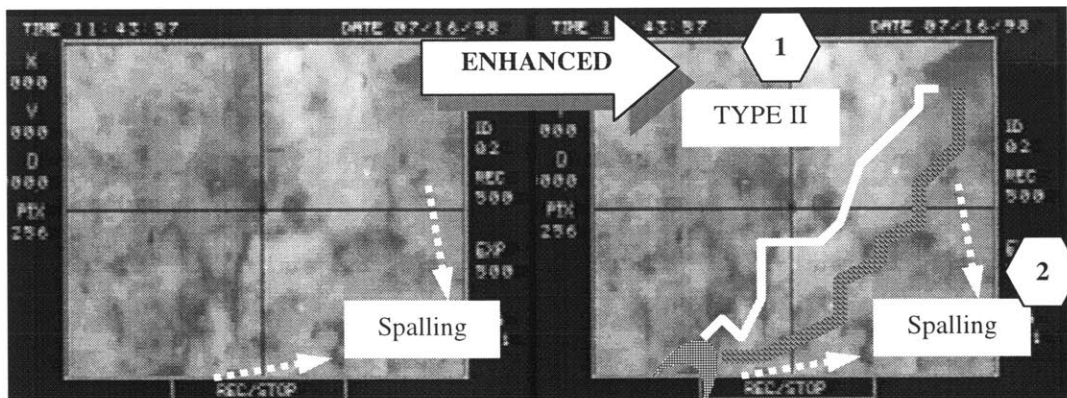 TIME 11:43:57
DATE 07/16/98
X
000
V
000
D
000
PIX
256
ID
02
REC
500
EXP
500
Spalling
REC/STOP
ENHANCED
TIME
DATE 07/16/98
1
TYPE II
000
D
000
PIX
256
ID
02
REC
500
2
500
Spalling
REC/STOP